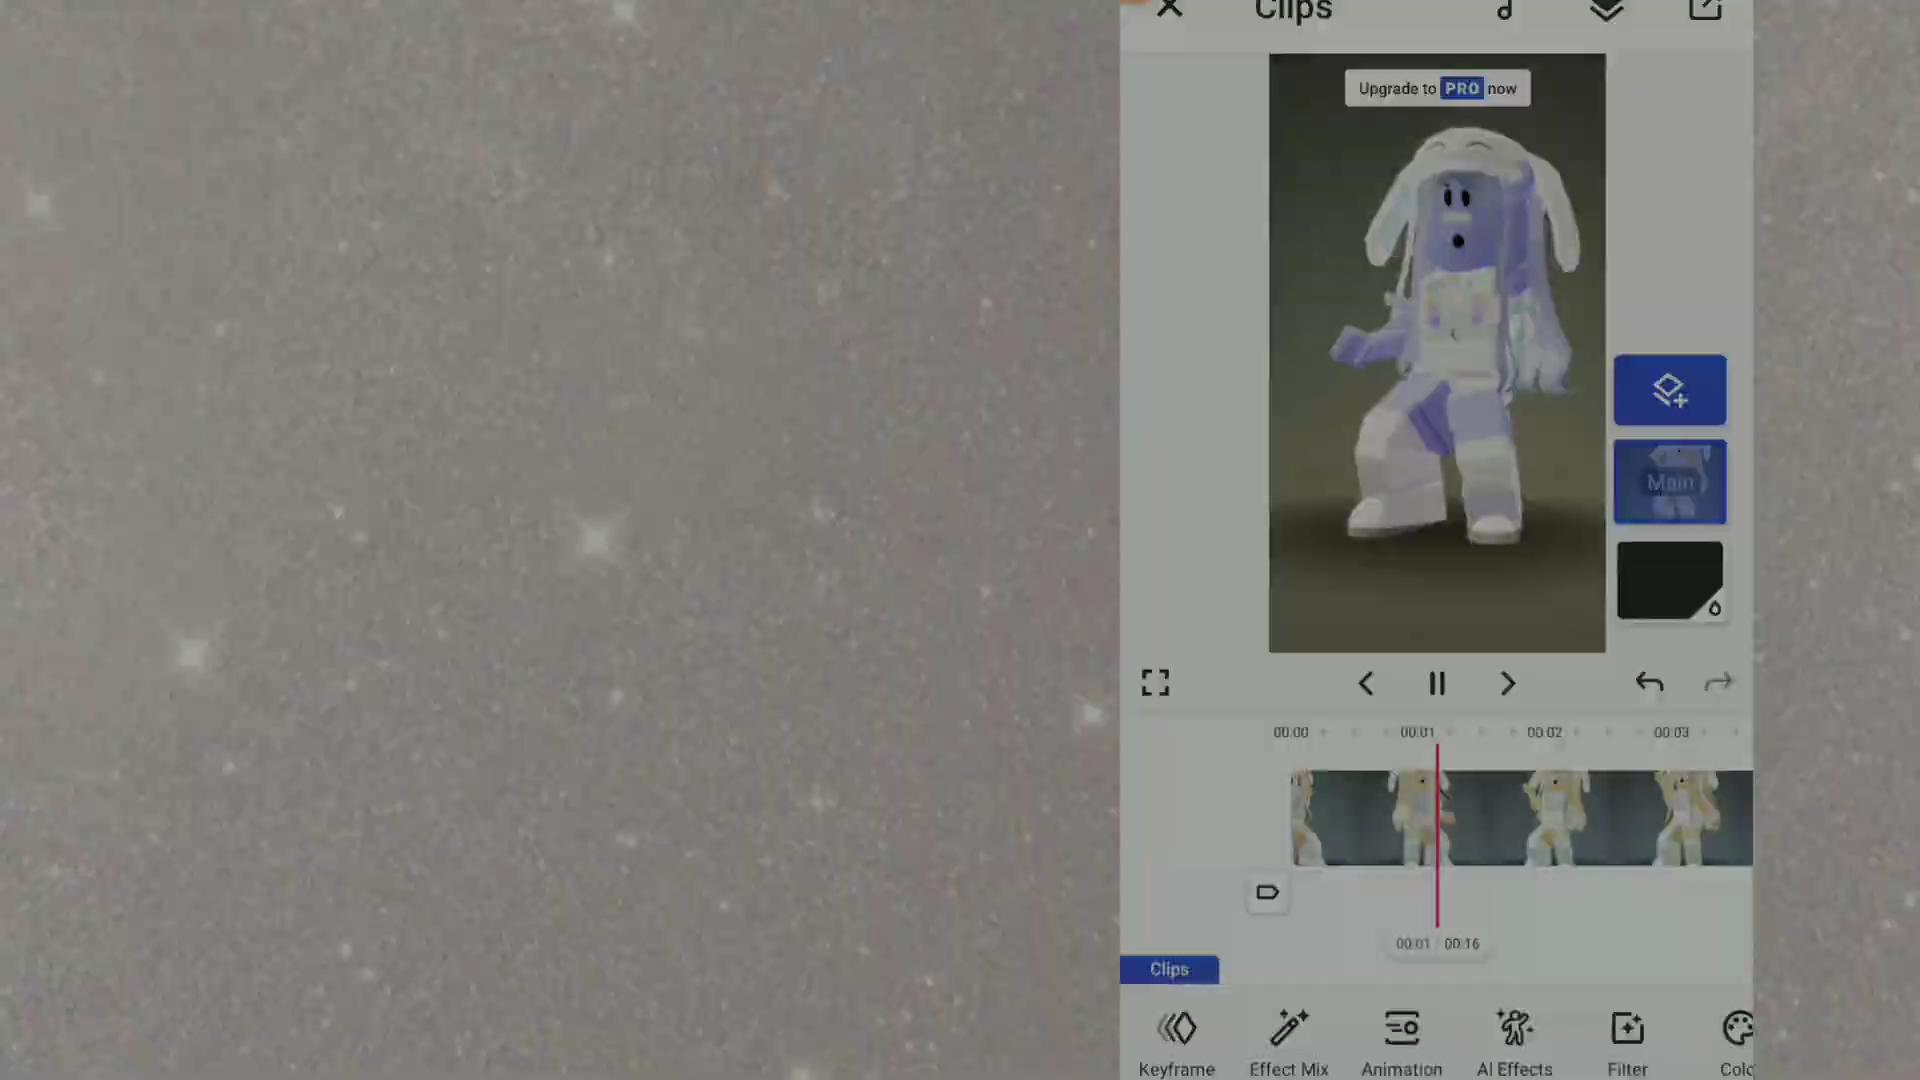 Clips
Upgrade to PRO now
Main
00:00 00:01 00:02 00:03
00:01 00:16
Clips
Keyframe Effect Mix Animation AI Effects Filter Colo